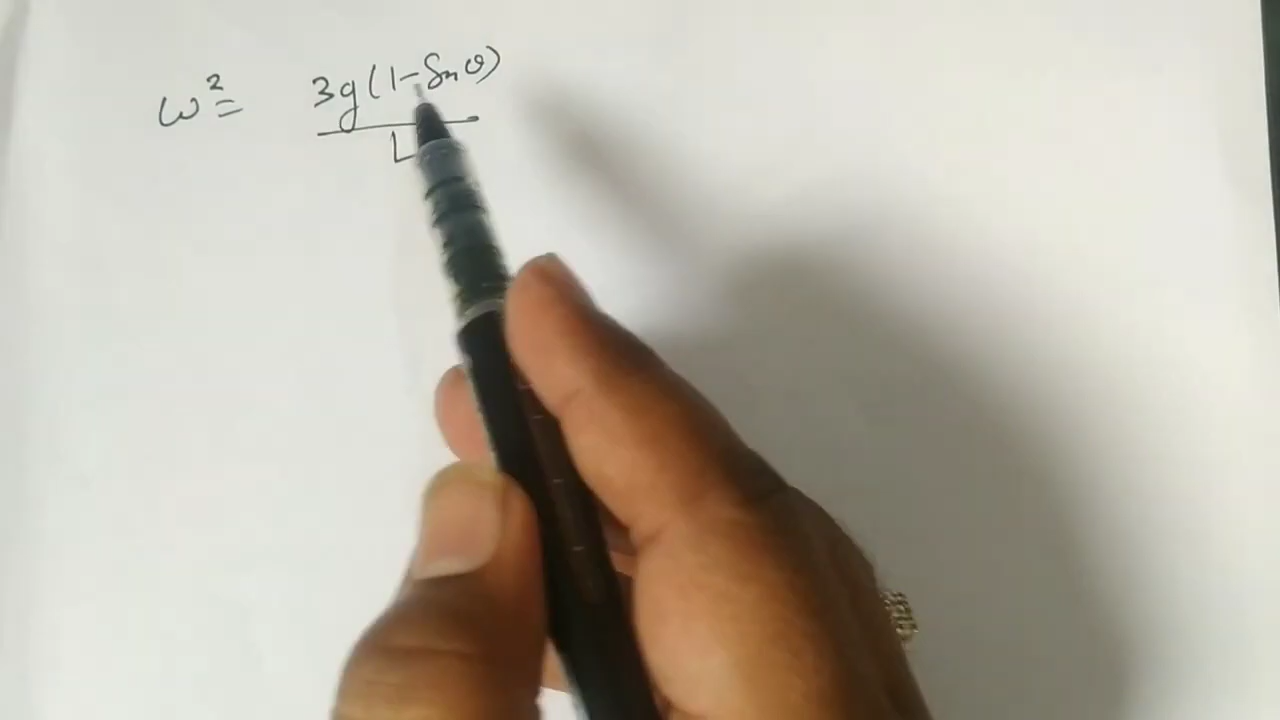 ω² = 3g(1-Sinθ)
L